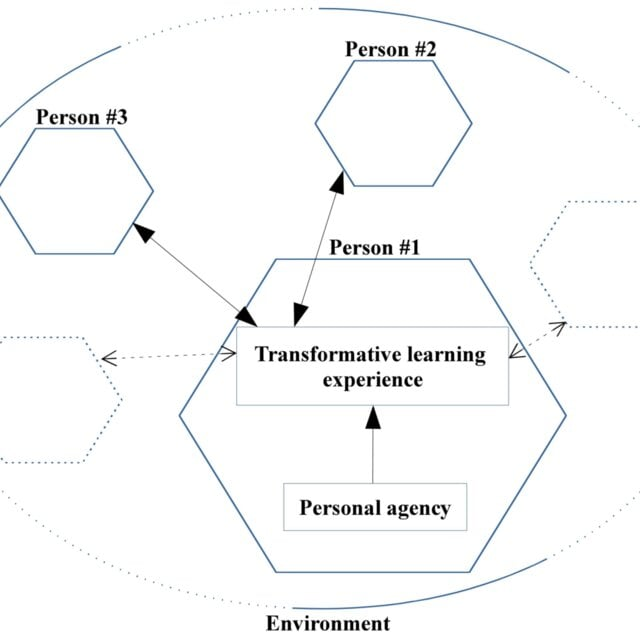 Person #2
Person #3
Person #1
Transformative learning
experience
Personal agency
Environment